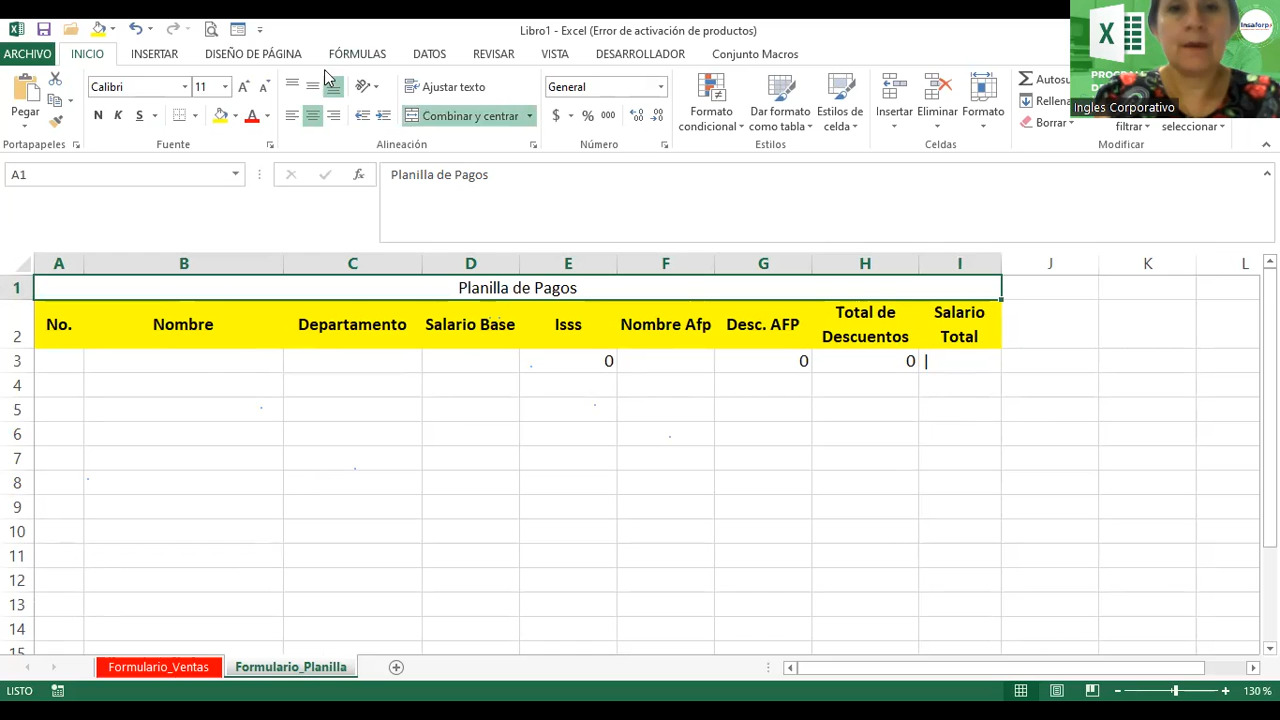 Libro1 - Excel (Error de activación de productos)
ARCHIVO INICIO INSERTAR DISEÑO DE PÁGINA FÓRMULAS DATOS REVISAR VISTA DESARROLLADOR Conjunto Macros
Insaforp
Pegar
Calibri 11
N K S
A
Ajustar texto
Combinar y centrar
General
$ % 000
Formato condicional
Dar formato como tabla
Estilos de celda
Insertar
Eliminar
Formato
Autosu
Rellena
Borrar
filtrar
seleccionar
Ingles Corporativo
Portapapeles Fuente Alineación Número Estilos Celdas Modificar
A1 fx Planilla de Pagos
A B C D E F G H I J K L
1 Planilla de Pagos
2 No. Nombre Departamento Salario Base Isss Nombre Afp Desc. AFP Total de Descuentos Salario Total
3 0 0 0
4
5
6
7
8
9
10
11
12
13
14
15
Formulario_Ventas Formulario_Planilla
LISTO 130 %